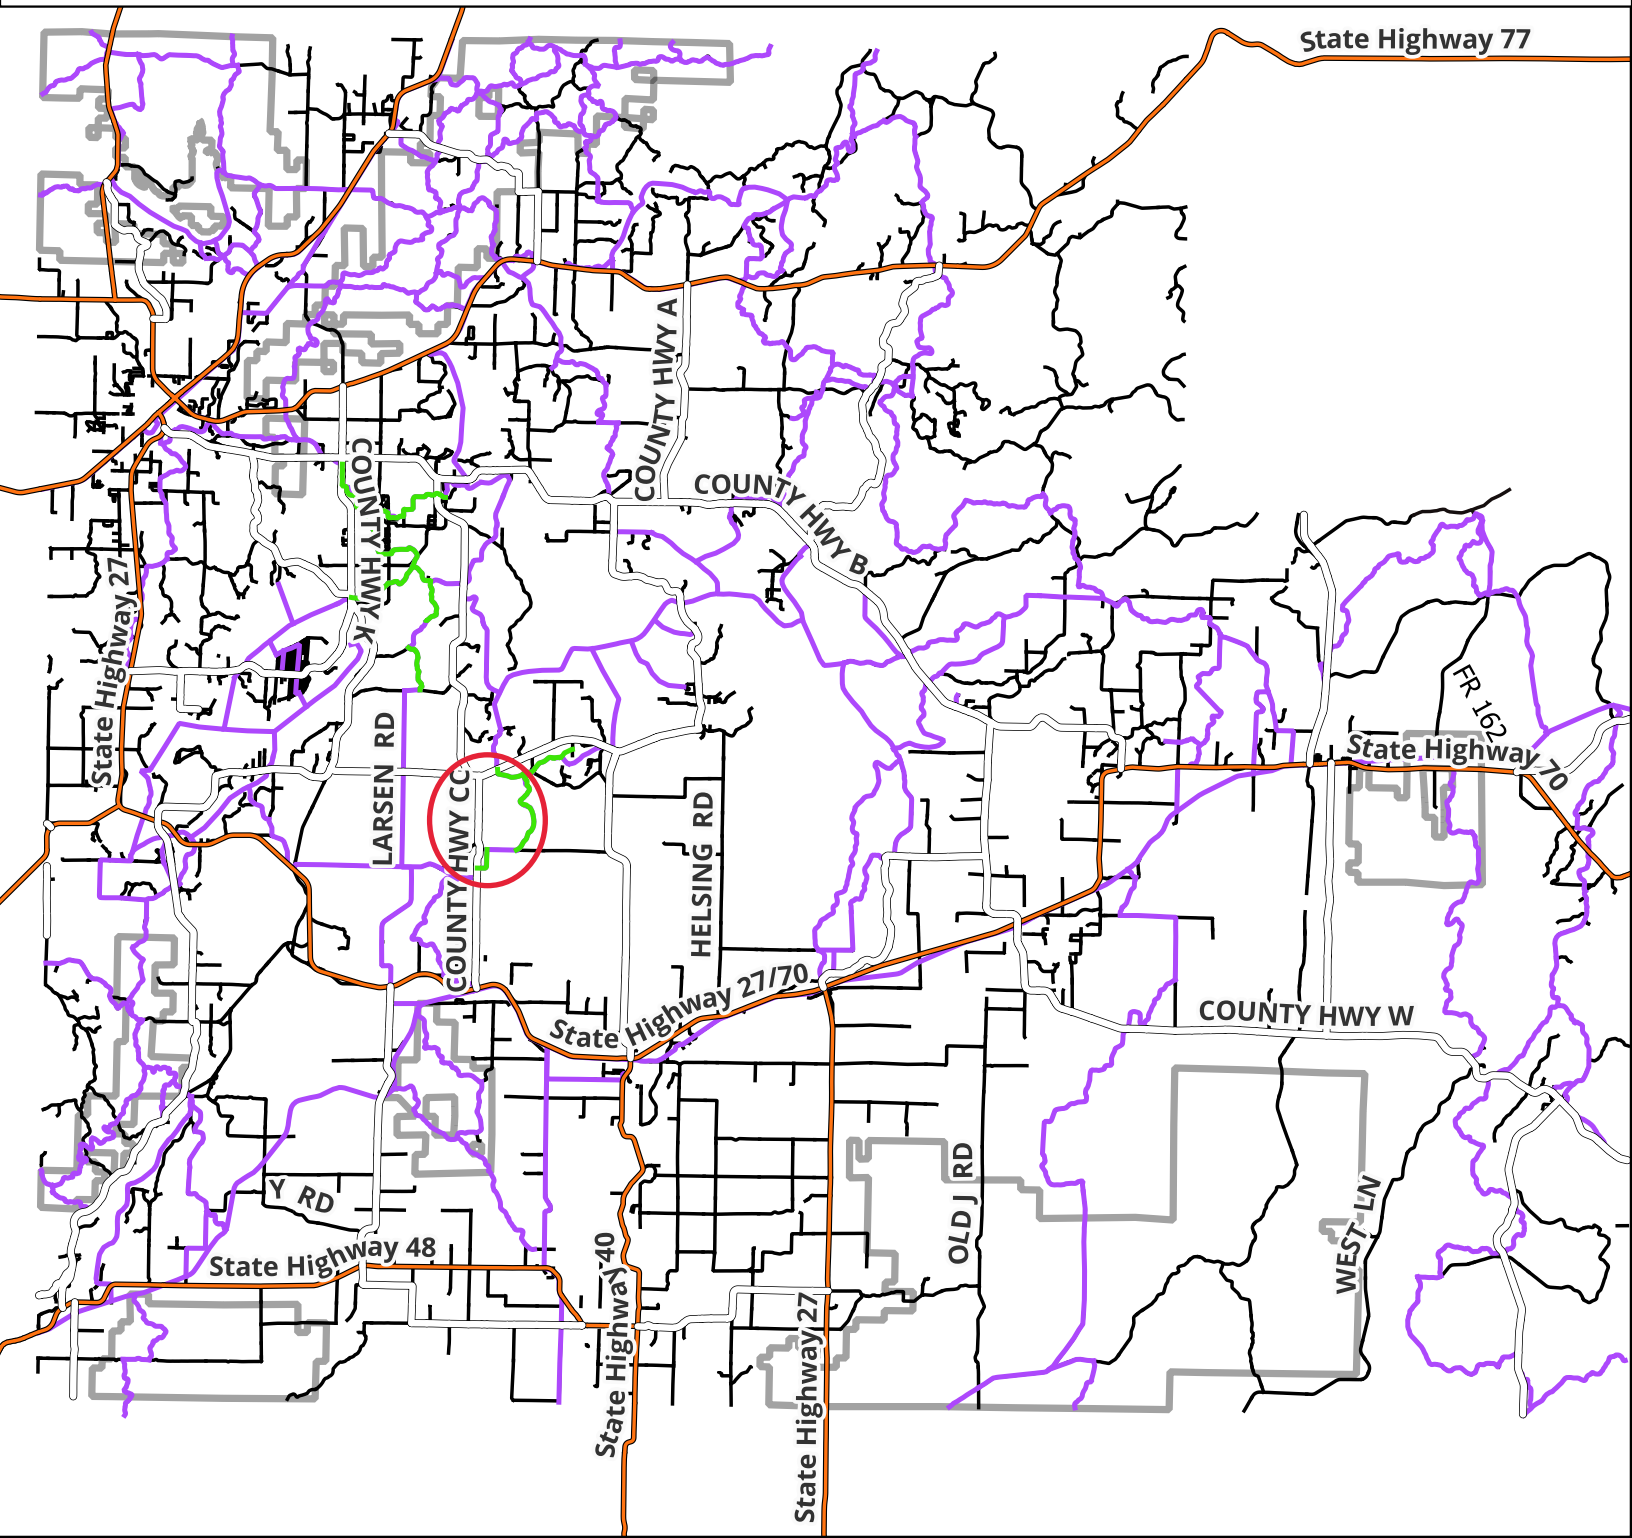 State Highway 77
COUNTY HWY A
COUNTY HWY B
COUNTY HWY K
State Highway 27
FR 162
State Highway 70
LARSEN RD
COUNTY HWY CC
HELSING RD
State Highway 27/70
COUNTY HWY W
Y RD
OLD J RD
WEST LN
State Highway 48
State Highway 40
State Highway 27